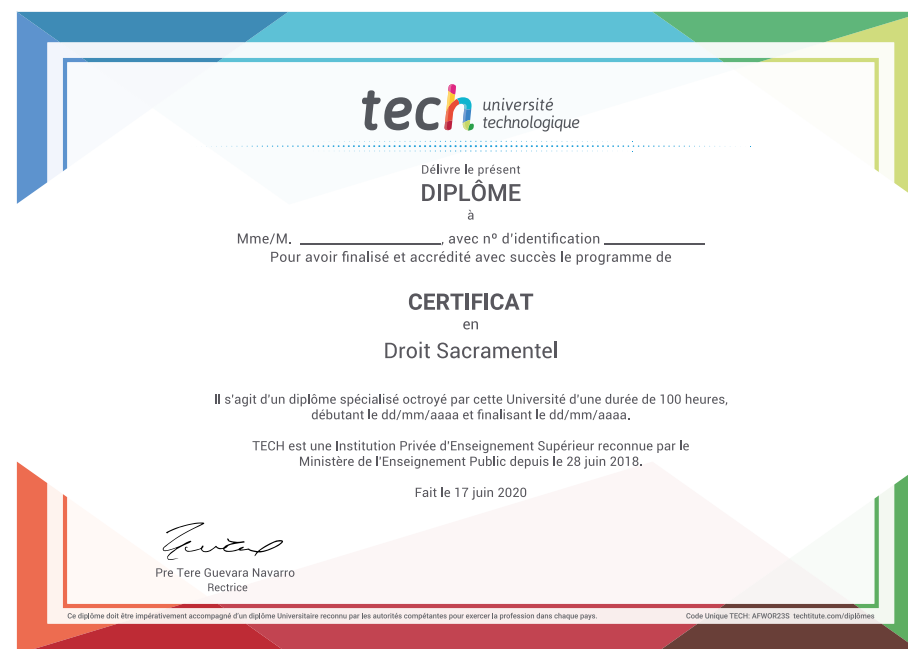 tech université
technologique
Délivre le présent
DIPLÔME
à
Mme/M. ____________________, avec nº d'identification ______________
Pour avoir finalisé et accrédité avec succès le programme de
CERTIFICAT
en
Droit Sacramentel
Il s'agit d'un diplôme spécialisé octroyé par cette Université d'une durée de 100 heures,
débutant le dd/mm/aaaa et finalisant le dd/mm/aaaa.
TECH est une Institution Privée d'Enseignement Supérieur reconnue par le
Ministère de l'Enseignement Public depuis le 28 juin 2018.
Fait le 17 juin 2020
Pre Tere Guevara Navarro
Rectrice
Ce diplôme doit être impérativement accompagné d'un diplôme Universitaire reconnu par les autorités compétentes pour exercer la profession dans chaque pays.
Code Unique TECH: AFWOR23S techtitute.com/diplômes